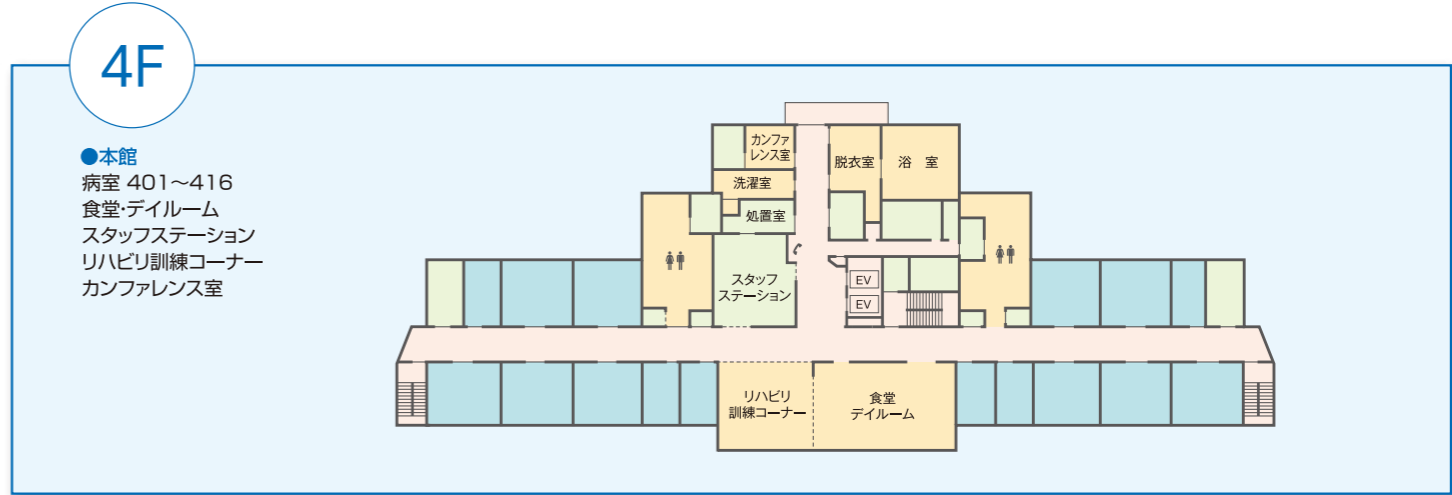 4F
●本館
病室 401～416
食堂･デイルーム
スタッフステーション
リハビリ訓練コーナー
カンファレンス室
カンファ
レンス室
脱衣室
浴　室
洗濯室
処置室
スタッフ
ステーション
EV
EV
リハビリ
訓練コーナー
食堂
デイルーム